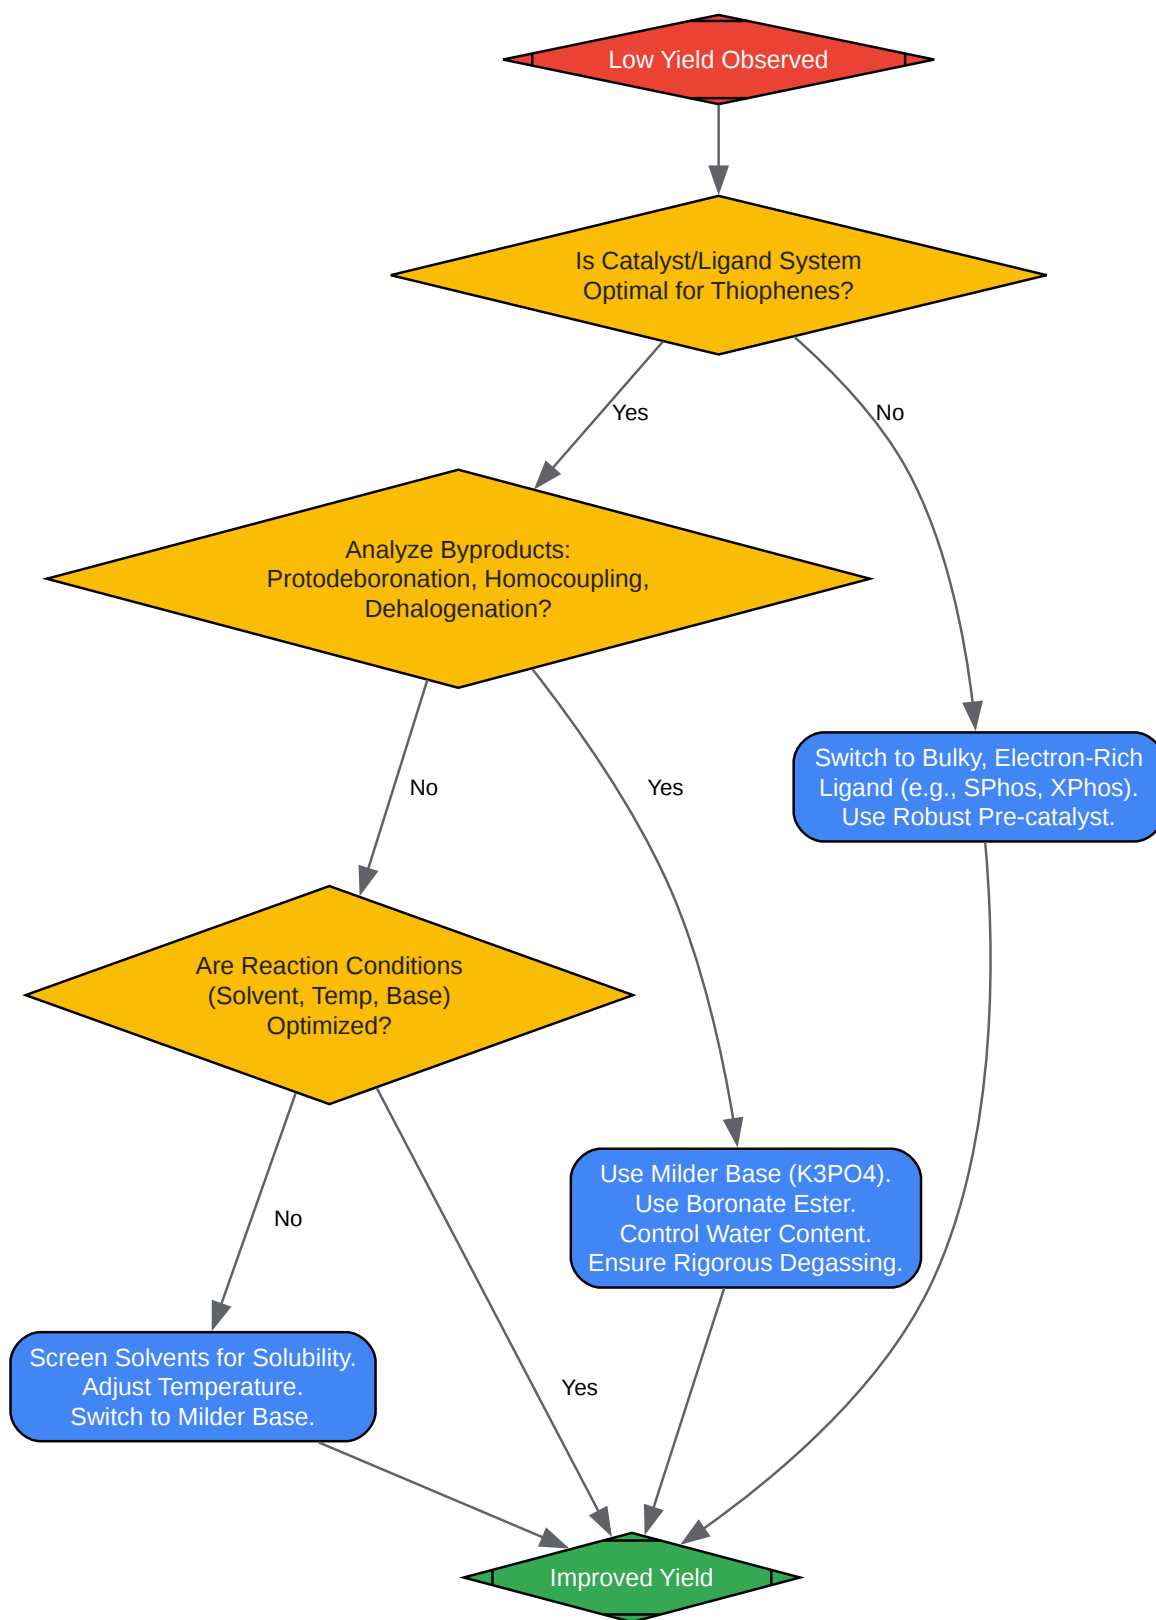 Low Yield Observed
Is Catalyst/Ligand System
Optimal for Thiophenes?
Yes
No
Analyze Byproducts:
Protodeboronation, Homocoupling,
Dehalogenation?
No
Yes
Switch to Bulky, Electron-Rich
Ligand (e.g., SPhos, XPhos).
Use Robust Pre-catalyst.
Are Reaction Conditions
(Solvent, Temp, Base)
Optimized?
No
Yes
Use Milder Base (K3PO4).
Use Boronate Ester.
Control Water Content.
Ensure Rigorous Degassing.
Screen Solvents for Solubility.
Adjust Temperature.
Switch to Milder Base.
Improved Yield